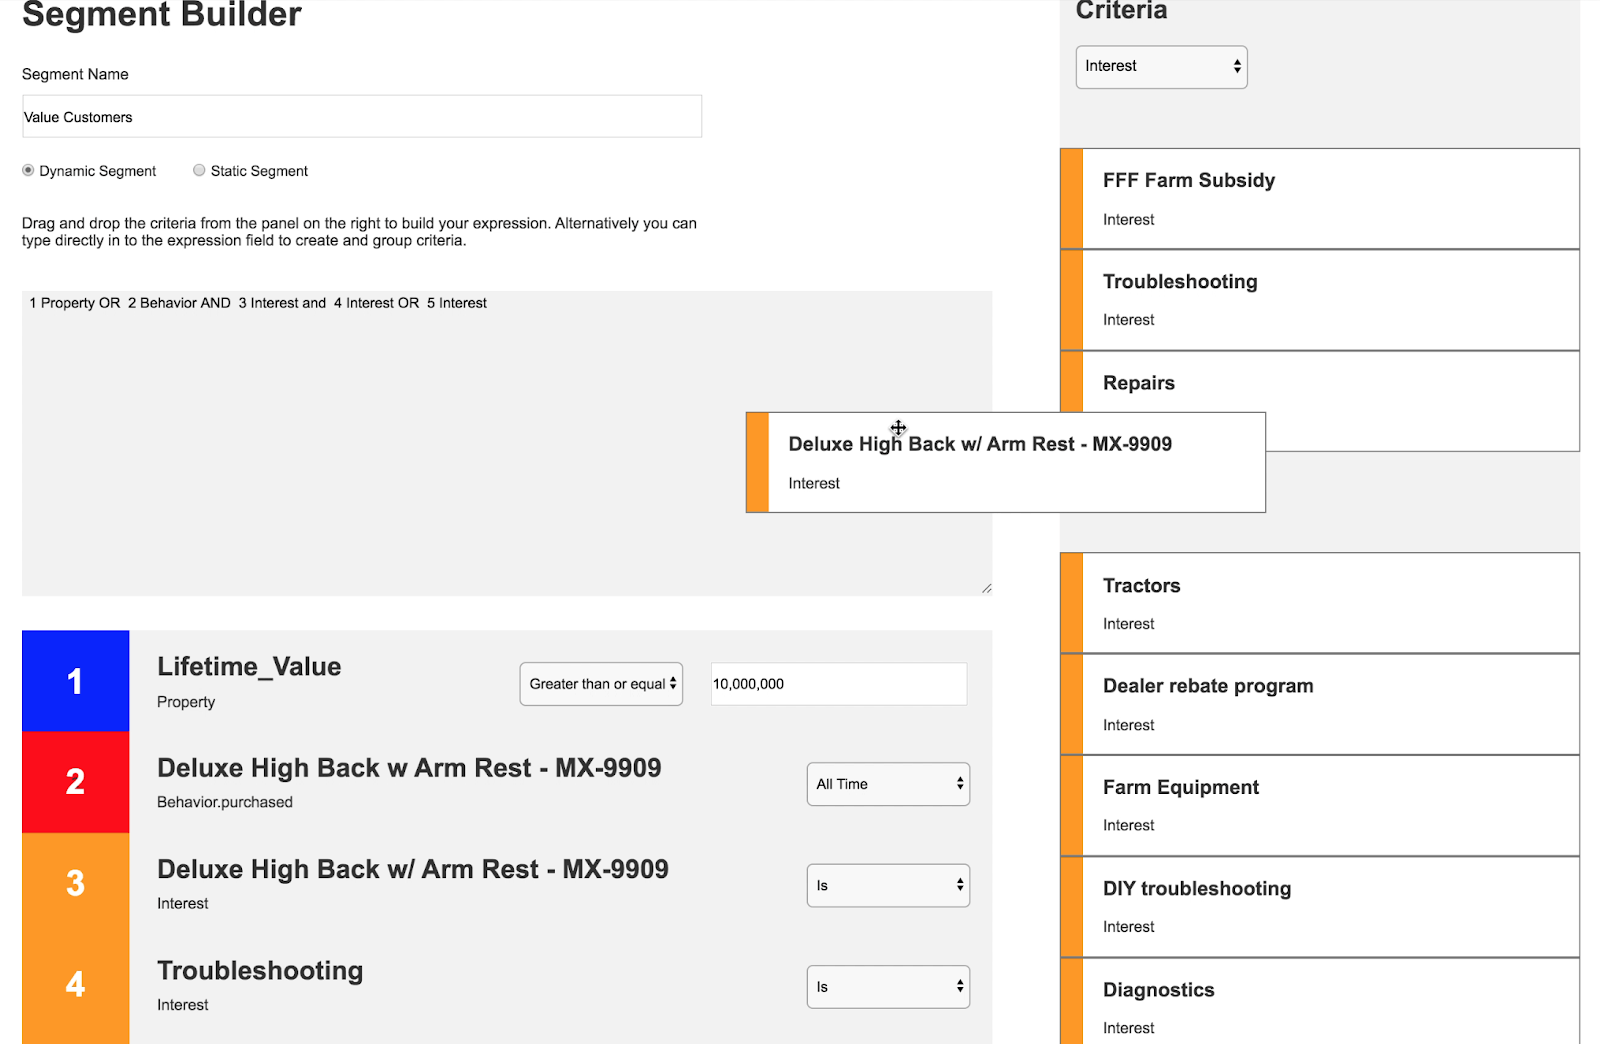 Segment Builder
Segment Name
Value Customers
Dynamic Segment
Static Segment
Drag and drop the criteria from the panel on the right to build your expression. Alternatively you can
type directly in to the expression field to create and group criteria.
1 Property OR  2 Behavior AND  3 Interest and  4 Interest OR  5 Interest
1
Lifetime_Value
Property
Greater than or equal
10,000,000
2
Deluxe High Back w Arm Rest - MX-9909
Behavior.purchased
All Time
3
Deluxe High Back w/ Arm Rest - MX-9909
Interest
Is
4
Troubleshooting
Interest
Is
Criteria
Interest
FFF Farm Subsidy
Interest
Troubleshooting
Interest
Repairs
Deluxe High Back w/ Arm Rest - MX-9909
Interest
Tractors
Interest
Dealer rebate program
Interest
Farm Equipment
Interest
DIY troubleshooting
Interest
Diagnostics
Interest